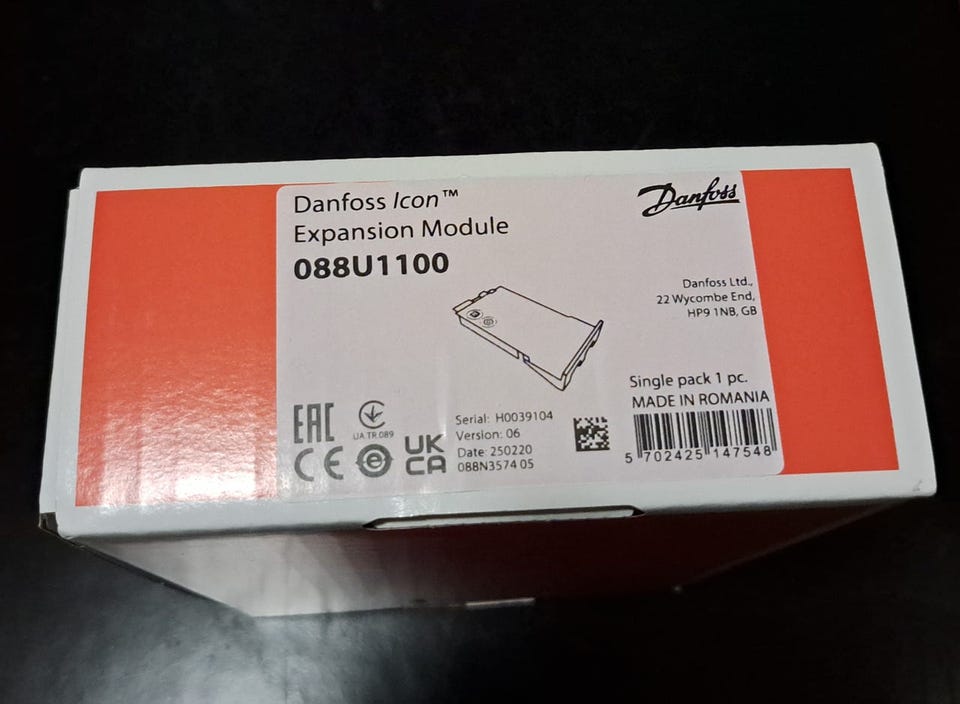 Danfoss Icon™
Expansion Module
088U1100
Danfoss
Danfoss Ltd.,
22 Wycombe End,
HP9 1NB, GB
Single pack 1 pc.
MADE IN ROMANIA
EAC
UA.TR.089
CE
e
UK
CA
Serial: H0039104
Version: 06
Date: 250220
088N3574 05
5 702425 147548